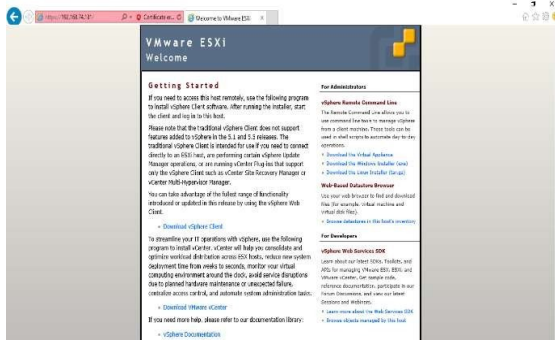 https://192.168.74.131/
Certificate e...
Welcome to VMware ESXi
VMware ESXi
Welcome
Getting Started
If you need to access this host remotely, use the following program
to install vSphere Client software. After running the installer, start
the client and log in to this host.
Please note that the traditional vSphere Client does not support
features added to vSphere in the 5.1 and 5.5 releases. The
traditional vSphere Client is intended for use if you need to connect
directly to an ESXi host, are performing certain vSphere Update
Manager operations, or are running vCenter Plug-ins that support
only the vSphere Client such as vCenter Site Recovery Manager or
vCenter Multi-Hypervisor Manager.
You can take advantage of the fullest range of functionality
introduced or updated in this release by using the vSphere Web
Client.
Download vSphere Client
To streamline your IT operations with vSphere, use the following
program to install vCenter. vCenter will help you consolidate and
optimize workload distribution across ESX hosts, reduce new system
deployment time from weeks to seconds, monitor your virtual
computing environment around the clock, avoid service disruptions
due to planned hardware maintenance or unexpected failure,
centralize access control, and automate system administration tasks.
Download VMware vCenter
If you need more help, please refer to our documentation library:
vSphere Documentation
For Administrators
vSphere Remote Command Line
The Remote Command Line allows you to
use command line tools to manage vSphere
from a client machine. These tools can be
used in shell scripts to automate day-to-day
operations.
Download the Virtual Appliance
Download the Windows Installer (exe)
Download the Linux Installer (tar.gz)
Web-Based Datastore Browser
Use your web browser to find and download
files (for example, virtual machine and
virtual disk files).
Browse datastores in this host's inventory
For Developers
vSphere Web Services SDK
Learn about our latest SDKs, Toolkits, and
APIs for managing VMware ESX, ESXi, and
VMware vCenter. Get sample code,
reference documentation, participate in our
Forum Discussions, and view our latest
Sessions and Webinars.
Learn more about the Web Services SDK
Browse objects managed by this host